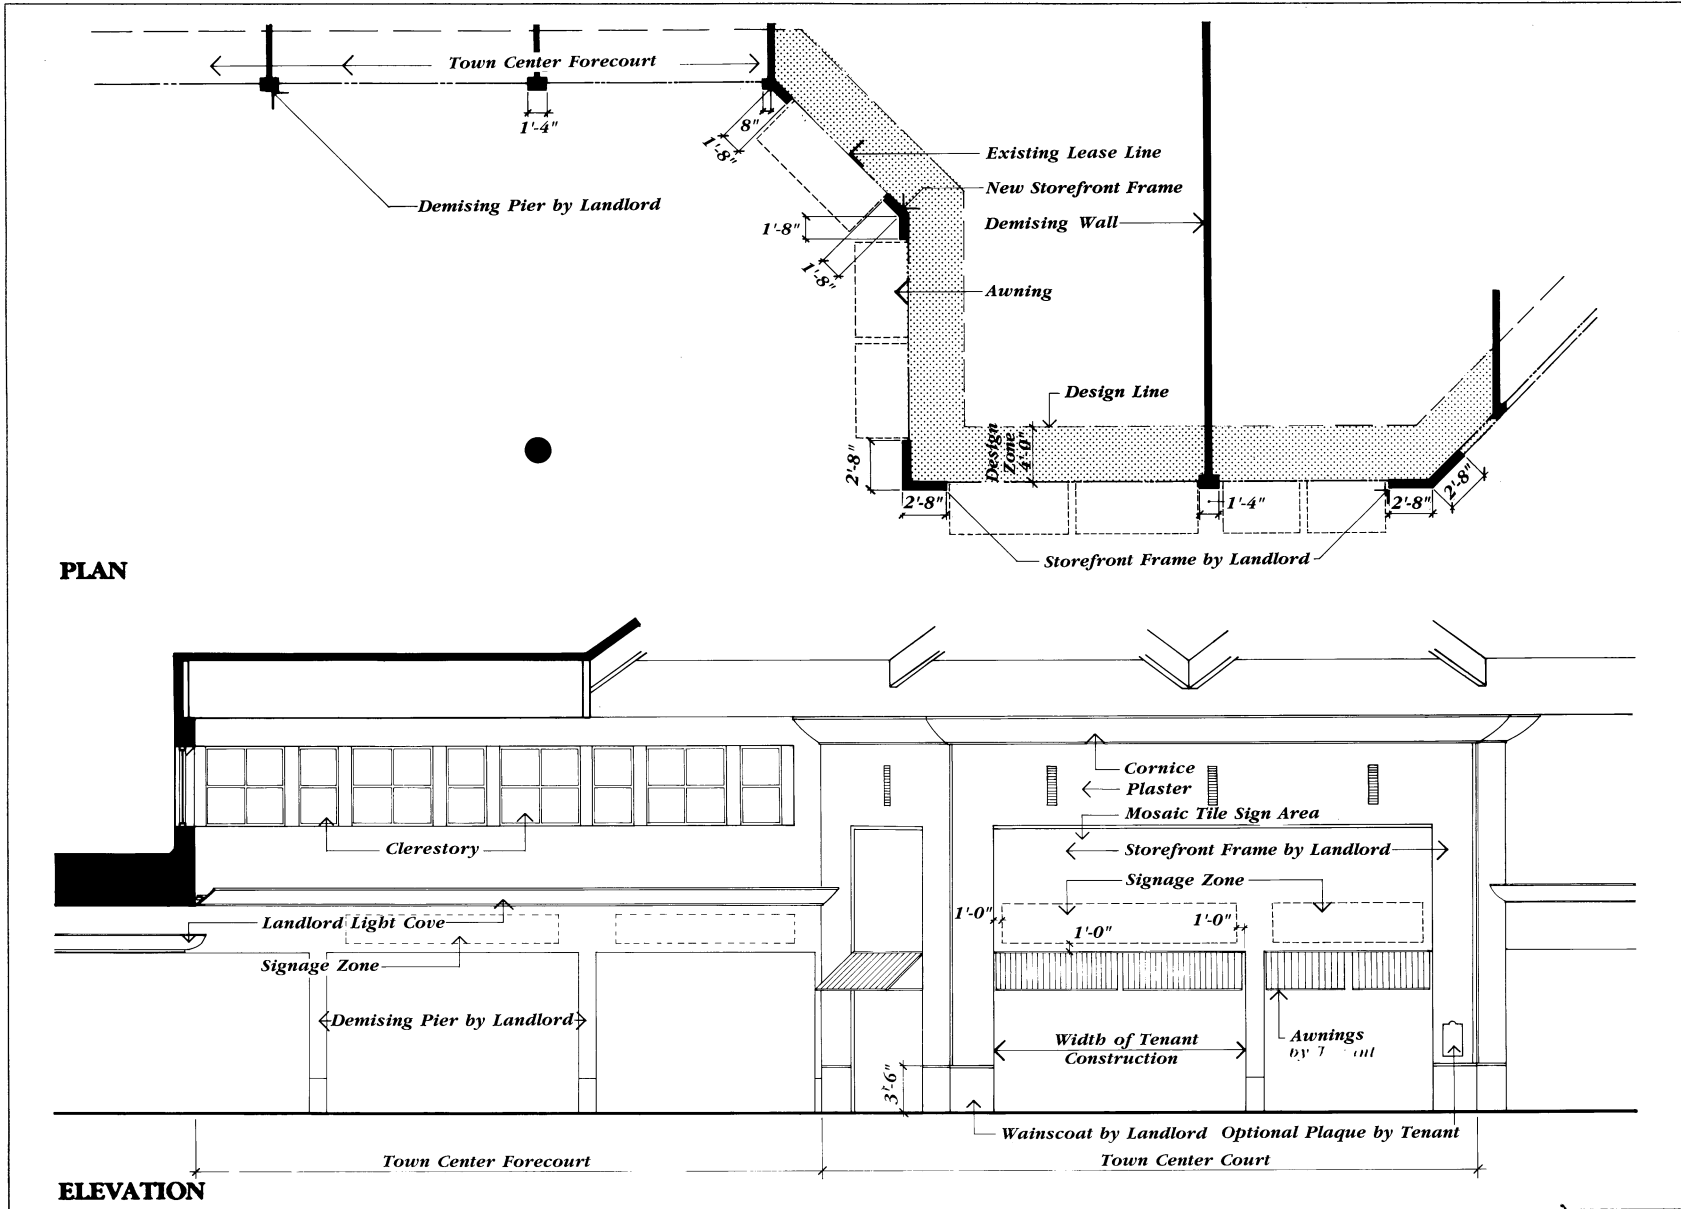 Town Center Forecourt
1'-4"
8"
1'-8"
Existing Lease Line
New Storefront Frame
Demising Pier by Landlord
Demising Wall
1'-8"
1'-8"
Awning
Design Line
Design
Zone
4'-0"
2'-8"
2'-8"
1'-4"
2'-8"
2'-8"
Storefront Frame by Landlord
PLAN
Cornice
Plaster
Mosaic Tile Sign Area
Clerestory
Storefront Frame by Landlord
Signage Zone
1'-0"
1'-0"
1'-0"
Landlord Light Cove
Signage Zone
Demising Pier by Landlord
Width of Tenant
Construction
Awnings
by
3'-6"
Wainscoat by Landlord
Optional Plaque by Tenant
Town Center Forecourt
Town Center Court
ELEVATION